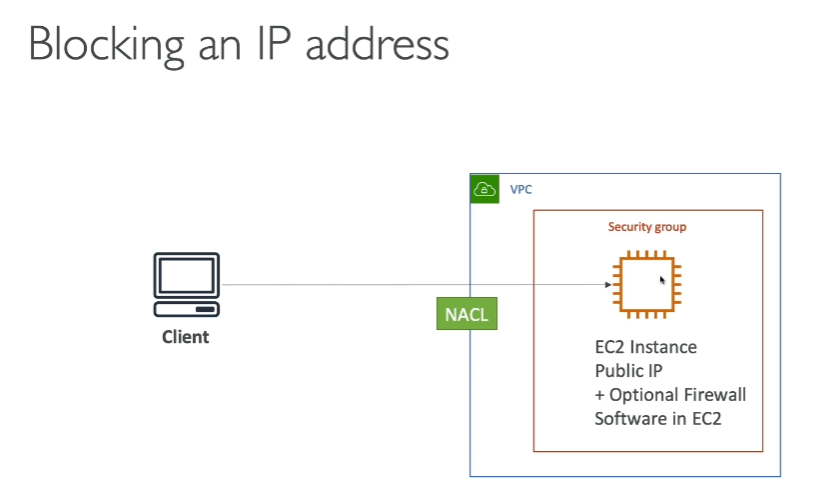 Blocking an IP address
VPC
Security group
NACL
Client
EC2 Instance
Public IP
+ Optional Firewall
Software in EC2